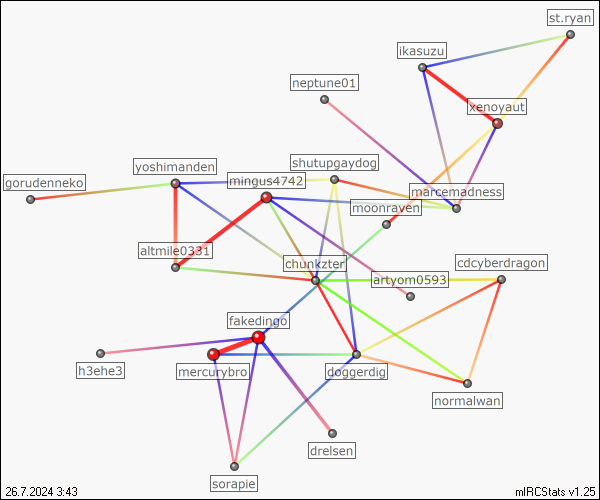 st.ryan
ikasuzu
neptune01
xenoyaut
shutupgaydog
yoshimanden
mingus4742
gorudenneko
marcemadness
moonraven
altmile0331
chunkzter
cdcyberdragon
artyom0593
fakedingo
h3ehe3
mercurybro
doggerdig
normalwan
drelsen
sorapie
26.7.2024 3:43
mIRCStats v1.25